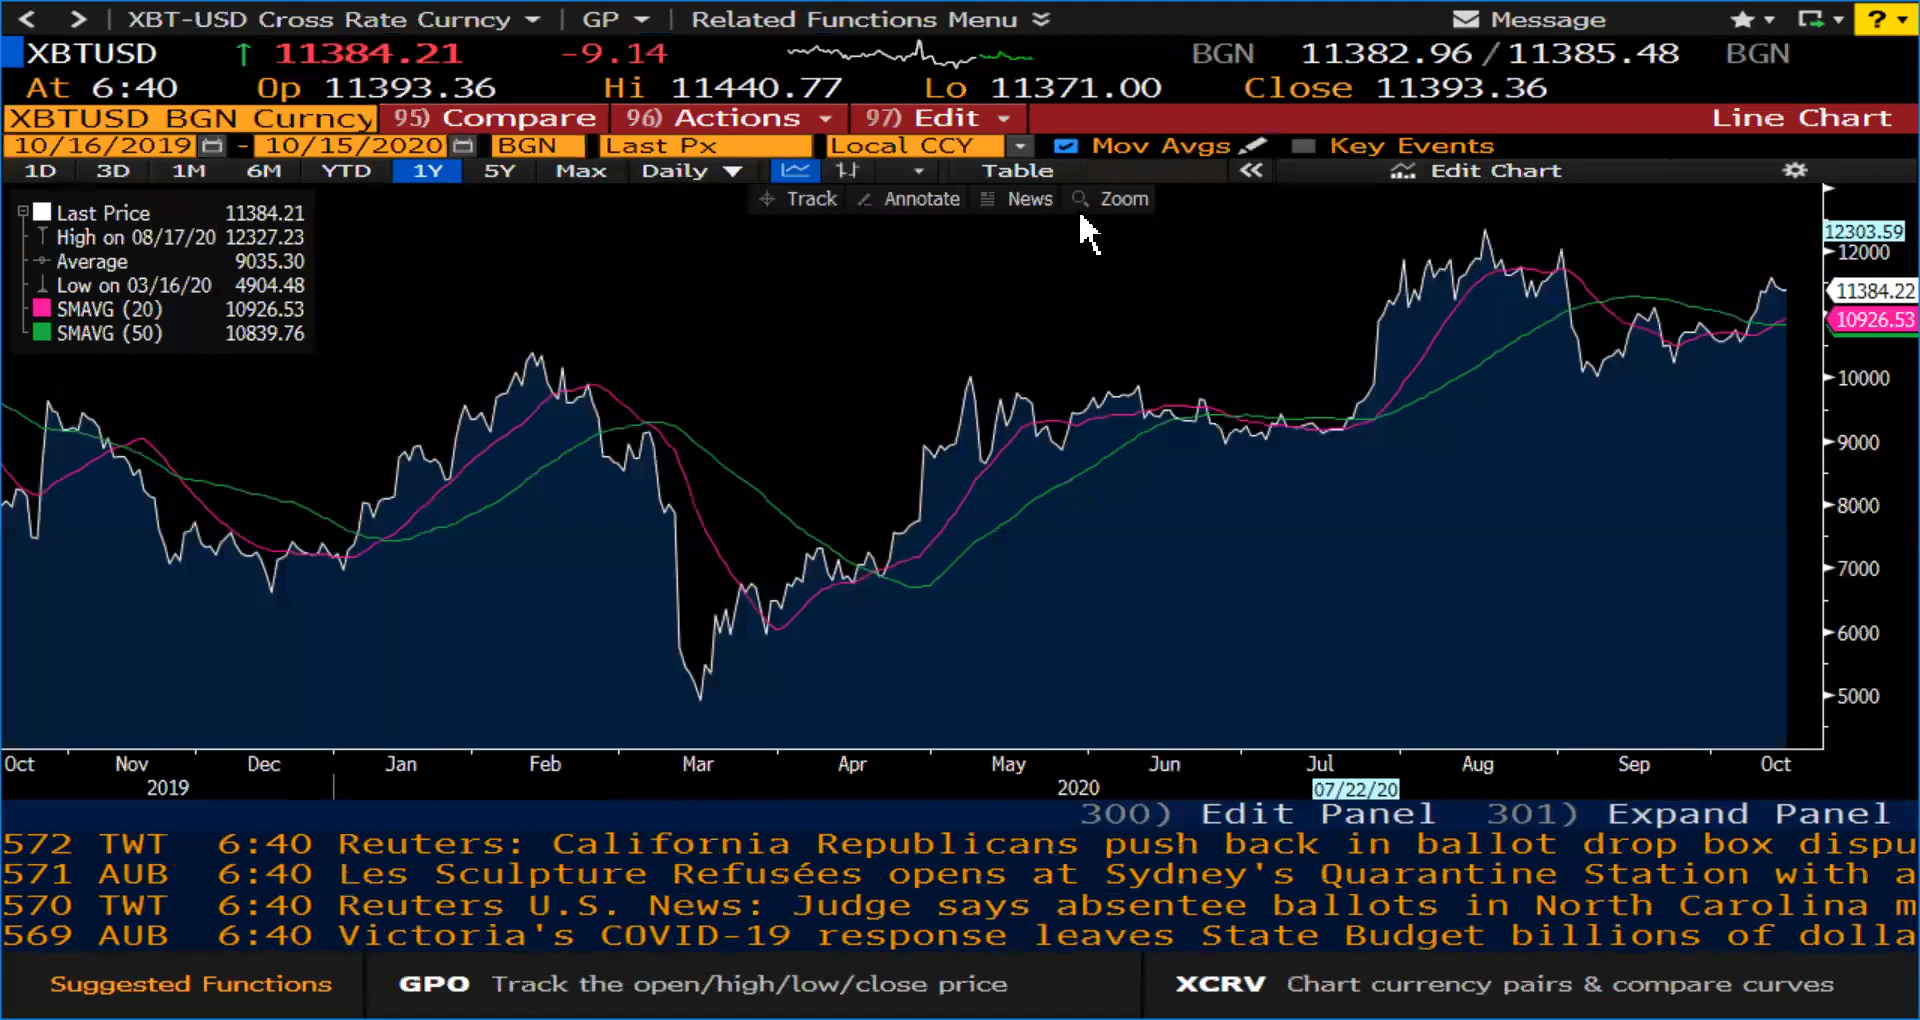 XBT-USD Cross Rate Curncy GP Related Functions Menu Message ?
XBTUSD 11384.21 -9.14 BGN 11382.96 / 11385.48 BGN
At 6:40 Op 11393.36 Hi 11440.77 Lo 11371.00 Close 11393.36
XBTUSD BGN Curncy 95) Compare 96) Actions 97) Edit Line Chart
10/16/2019 - 10/15/2020 BGN Last Px Local CCY Mov Avgs Key Events
1D 3D 1M 6M YTD 1Y 5Y Max Daily Table Edit Chart
Track Annotate News Zoom
Last Price 11384.21
High on 08/17/20 12327.23
Average 9035.30
Low on 03/16/20 4904.48
SMAVG (20) 10926.53
SMAVG (50) 10839.76
12303.59
12000
11384.22
10926.53
10000
9000
8000
7000
6000
5000
Oct Nov Dec Jan Feb Mar Apr May Jun Jul Aug Sep Oct
2019 2020 07/22/20
300) Edit Panel 301) Expand Panel
572 TWT 6:40 Reuters: California Republicans push back in ballot drop box dispu
571 AUB 6:40 Les Sculpture Refusées opens at Sydney's Quarantine Station with a
570 TWT 6:40 Reuters U.S. News: Judge says absentee ballots in North Carolina m
569 AUB 6:40 Victoria's COVID-19 response leaves State Budget billions of dolla
Suggested Functions GPO Track the open/high/low/close price XCRV Chart currency pairs & compare curves